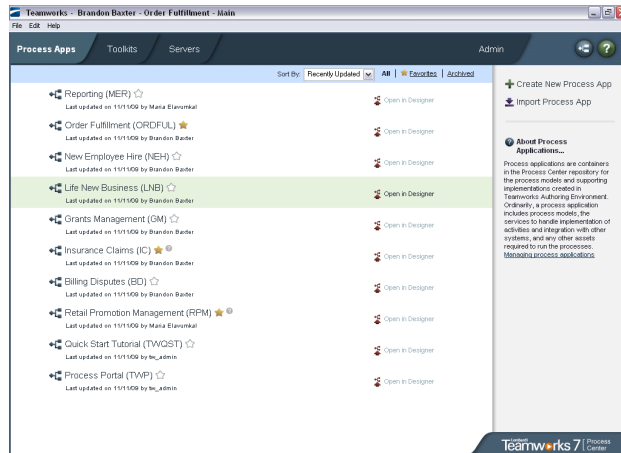 Teamworks - Brandon Baxter - Order Fulfillment - Main
File Edit Help
Process Apps Toolkits Servers Admin
Sort By: Recently Updated All | Favorites | Archived
Reporting (MER)
Last updated on 11/11/09 by Maria Elavumkal
Open in Designer
Order Fulfillment (ORDFUL)
Last updated on 11/11/09 by Brandon Baxter
Open in Designer
New Employee Hire (NEH)
Last updated on 11/11/09 by Brandon Baxter
Open in Designer
Life New Business (LNB)
Last updated on 11/11/09 by Brandon Baxter
Open in Designer
Grants Management (GM)
Last updated on 11/11/09 by Brandon Baxter
Open in Designer
Insurance Claims (IC)
Last updated on 11/11/09 by Brandon Baxter
Open in Designer
Billing Disputes (BD)
Last updated on 11/11/09 by Brandon Baxter
Open in Designer
Retail Promotion Management (RPM)
Last updated on 11/11/09 by Maria Elavumkal
Open in Designer
Quick Start Tutorial (TWQST)
Last updated on 11/11/09 by tw_admin
Open in Designer
Process Portal (TWP)
Last updated on 11/11/09 by tw_admin
Open in Designer
Create New Process App
Import Process App
About Process
Applications...
Process applications are containers
in the Process Center repository for
the process models and supporting
implementations created in
Teamworks Authoring Environment.
Ordinarily, a process application
includes process models, the
services to handle implementation of
activities and integration with other
systems, and any other assets
required to run the processes.
Managing process applications
Lombardi
Teamworks 7 [ Process
Center